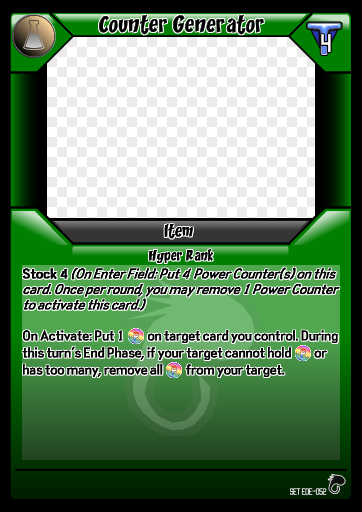 Counter Generator
4
Item
Hyper Rank
Stock 4 (On Enter Field: Put 4 Power Counter(s) on this
card. Once per round, you may remove 1 Power Counter
to activate this card.)
On Activate: Put 1 P on target card you control. During
this turn's End Phase, if your target cannot hold P or
has too many, remove all P from your target.
SET EOE-052